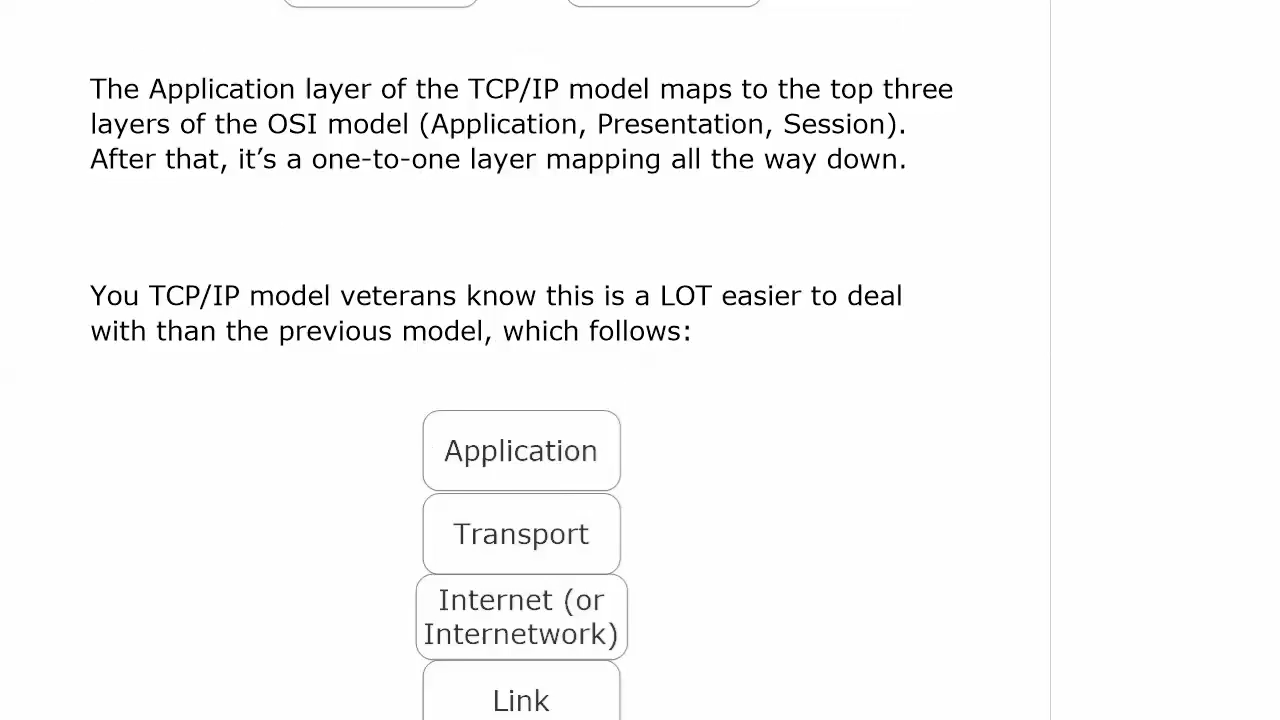 The Application layer of the TCP/IP model maps to the top three
layers of the OSI model (Application, Presentation, Session).
After that, it’s a one-to-one layer mapping all the way down.
You TCP/IP model veterans know this is a LOT easier to deal
with than the previous model, which follows:
Application
Transport
Internet (or
Internetwork)
Link